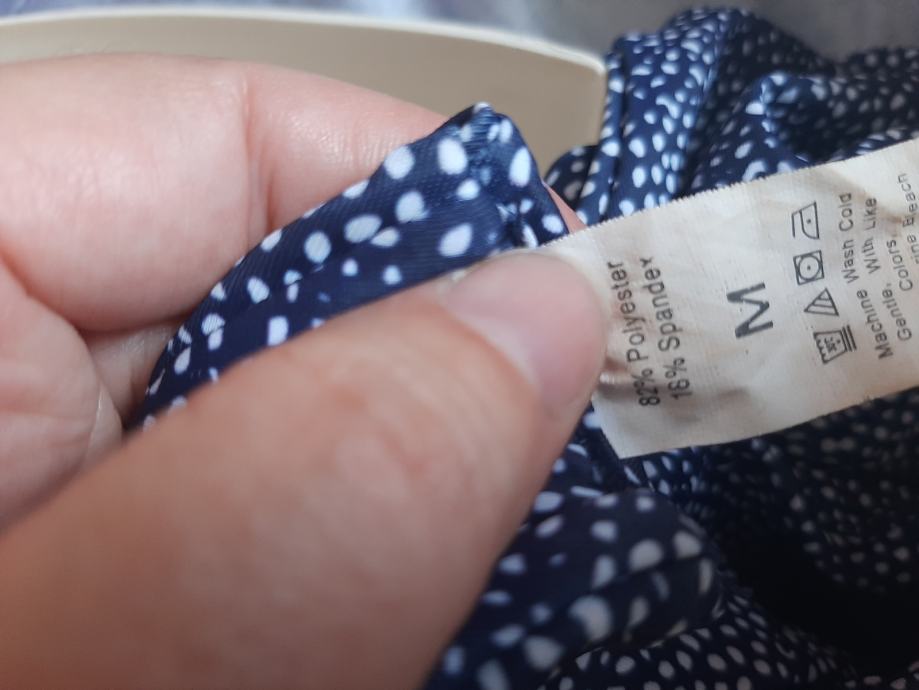 82% Polyester
18% Spandex
M
Machine Wash Cold
Gentle, With Like
Colors,
Bleach